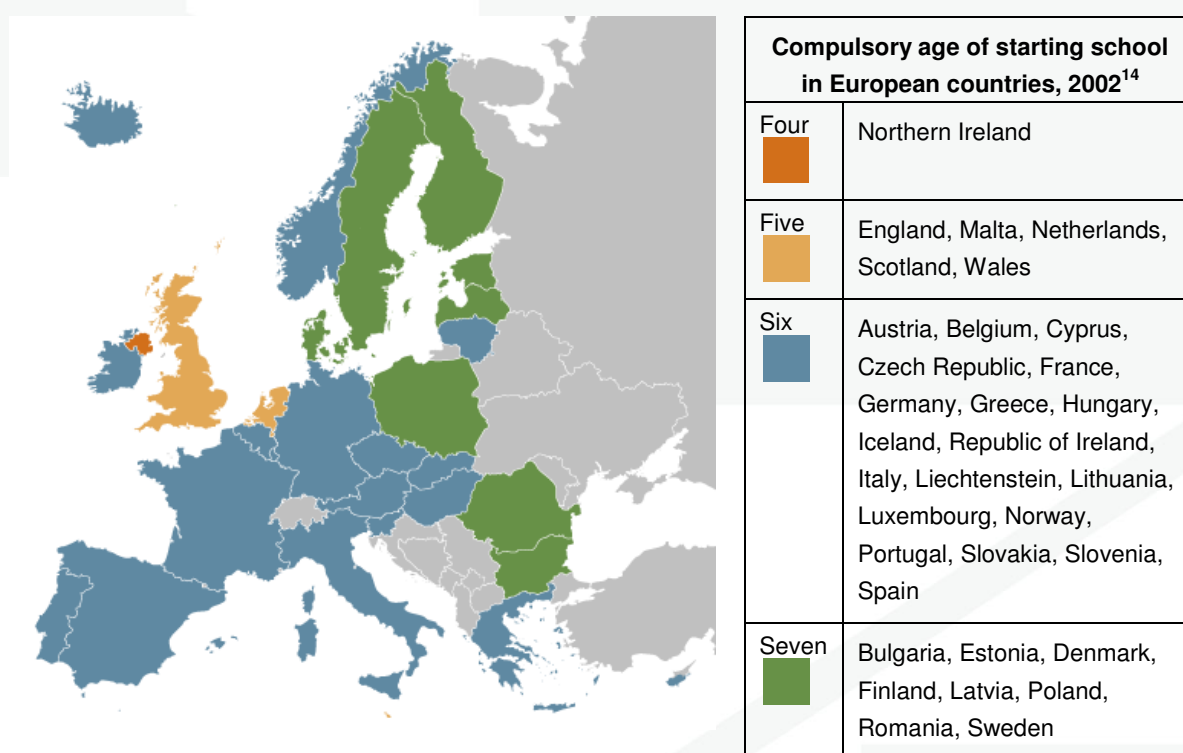 Compulsory age of starting school
in European countries, 2002¹⁴
Four
Northern Ireland
Five
England, Malta, Netherlands,
Scotland, Wales
Six
Austria, Belgium, Cyprus,
Czech Republic, France,
Germany, Greece, Hungary,
Iceland, Republic of Ireland,
Italy, Liechtenstein, Lithuania,
Luxembourg, Norway,
Portugal, Slovakia, Slovenia,
Spain
Seven
Bulgaria, Estonia, Denmark,
Finland, Latvia, Poland,
Romania, Sweden